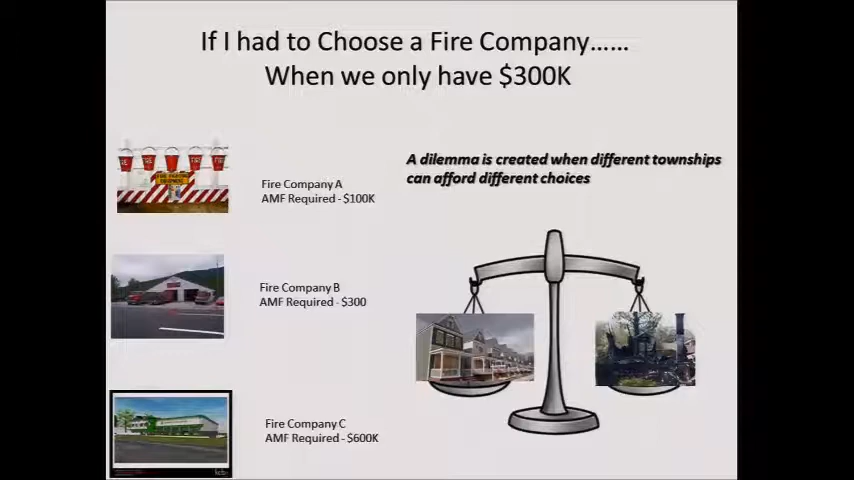 If I had to Choose a Fire Company……
When we only have $300K
A dilemma is created when different townships
can afford different choices
Fire Company A
AMF Required - $100K
Fire Company B
AMF Required - $300
Fire Company C
AMF Required - $600K